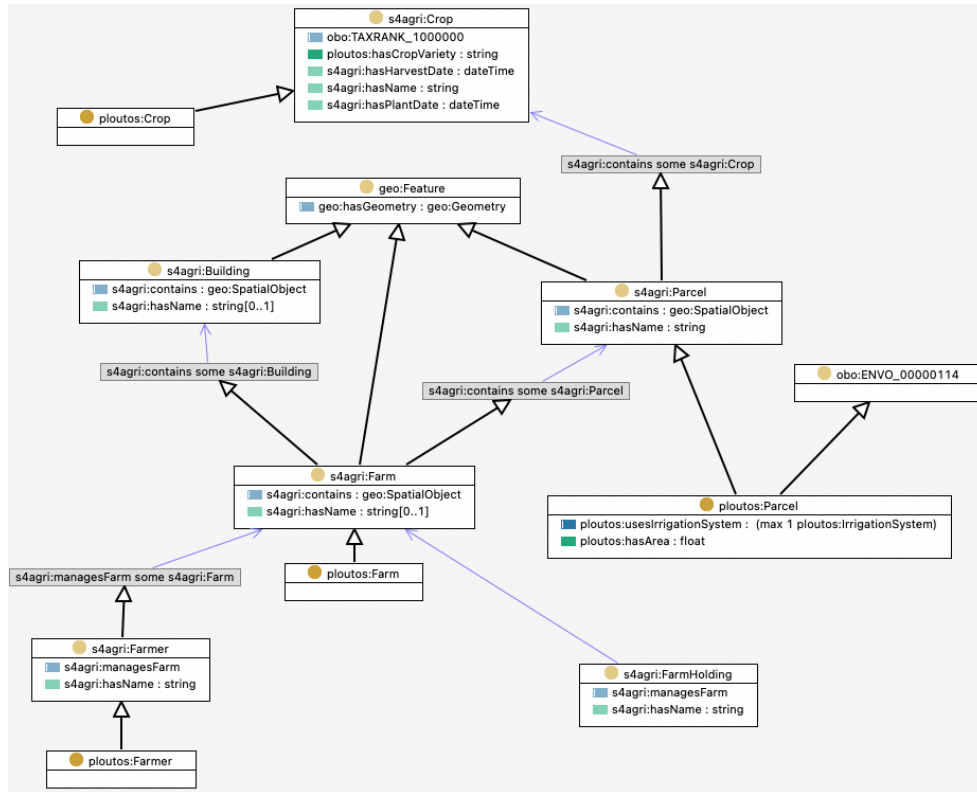 s4agri:Crop
obo:TAXRANK_1000000
ploutos:hasCropVariety : string
s4agri:hasHarvestDate : dateTime
s4agri:hasName : string
s4agri:hasPlantDate : dateTime
ploutos:Crop
s4agri:contains some s4agri:Crop
geo:Feature
geo:hasGeometry : geo:Geometry
s4agri:Building
s4agri:contains : geo:SpatialObject
s4agri:hasName : string[0..1]
s4agri:Parcel
s4agri:contains : geo:SpatialObject
s4agri:hasName : string
s4agri:contains some s4agri:Building
s4agri:contains some s4agri:Parcel
obo:ENVO_00000114
s4agri:Farm
s4agri:contains : geo:SpatialObject
s4agri:hasName : string[0..1]
ploutos:Parcel
ploutos:usesIrrigationSystem : (max 1 ploutos:IrrigationSystem)
ploutos:hasArea : float
s4agri:managesFarm some s4agri:Farm
ploutos:Farm
s4agri:Farmer
s4agri:managesFarm
s4agri:hasName : string
s4agri:FarmHolding
s4agri:managesFarm
s4agri:hasName : string
ploutos:Farmer